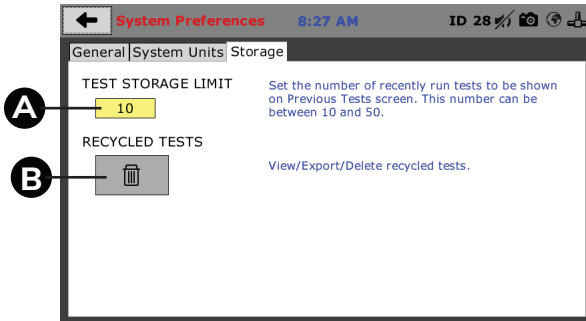 System Preferences 8:27 AM ID 28
General System Units Storage
TEST STORAGE LIMIT
Set the number of recently run tests to be shown
on Previous Tests screen. This number can be
between 10 and 50.
A
10
RECYCLED TESTS
B
View/Export/Delete recycled tests.